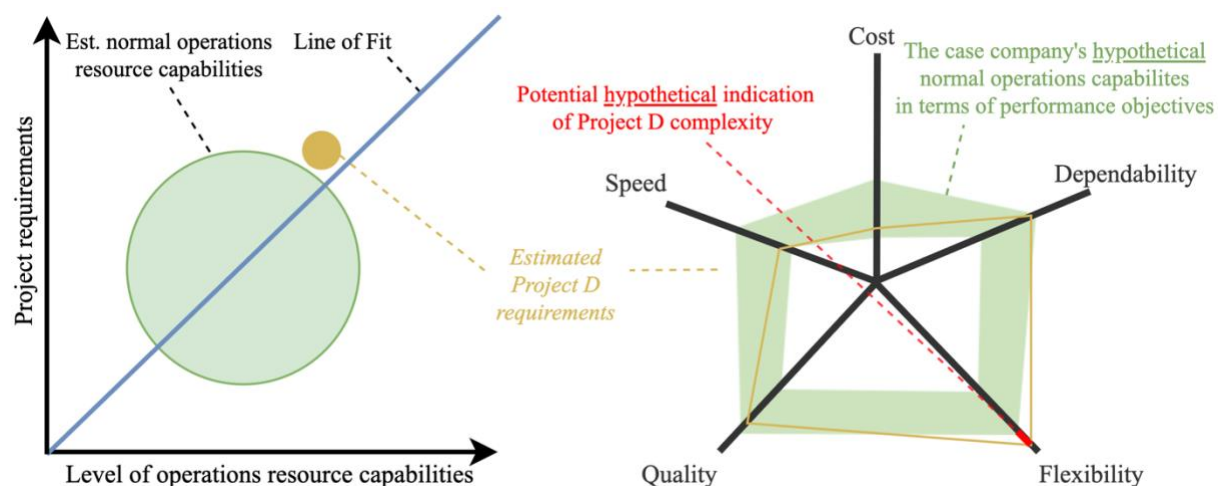 Est. normal operations
resource capabilities
Line of Fit
Project requirements
Level of operations resource capabilities
Estimated
Project D
requirements
Potential hypothetical indication
of Project D complexity
Cost
The case company's hypothetical
normal operations capabilites
in terms of performance objectives
Speed
Dependability
Quality
Flexibility